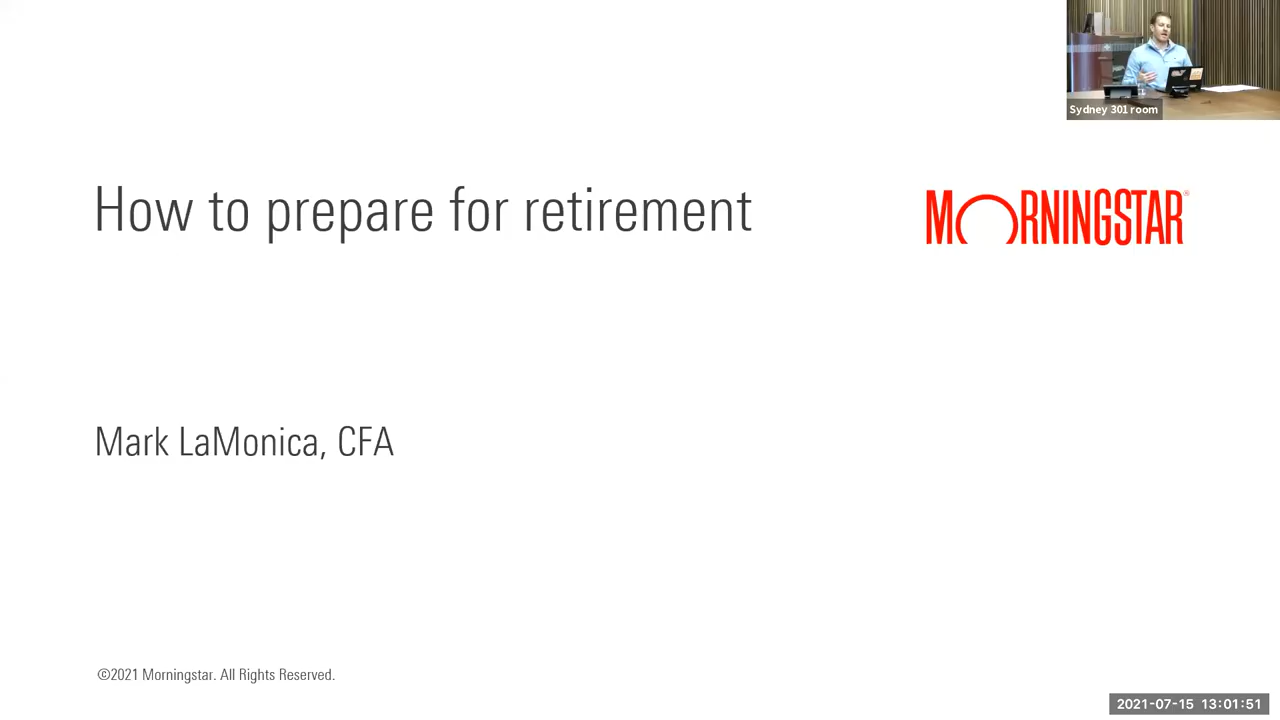 Sydney 301 room
How to prepare for retirement
MORNINGSTAR®
Mark LaMonica, CFA
©2021 Morningstar. All Rights Reserved.
2021-07-15 13:01:51